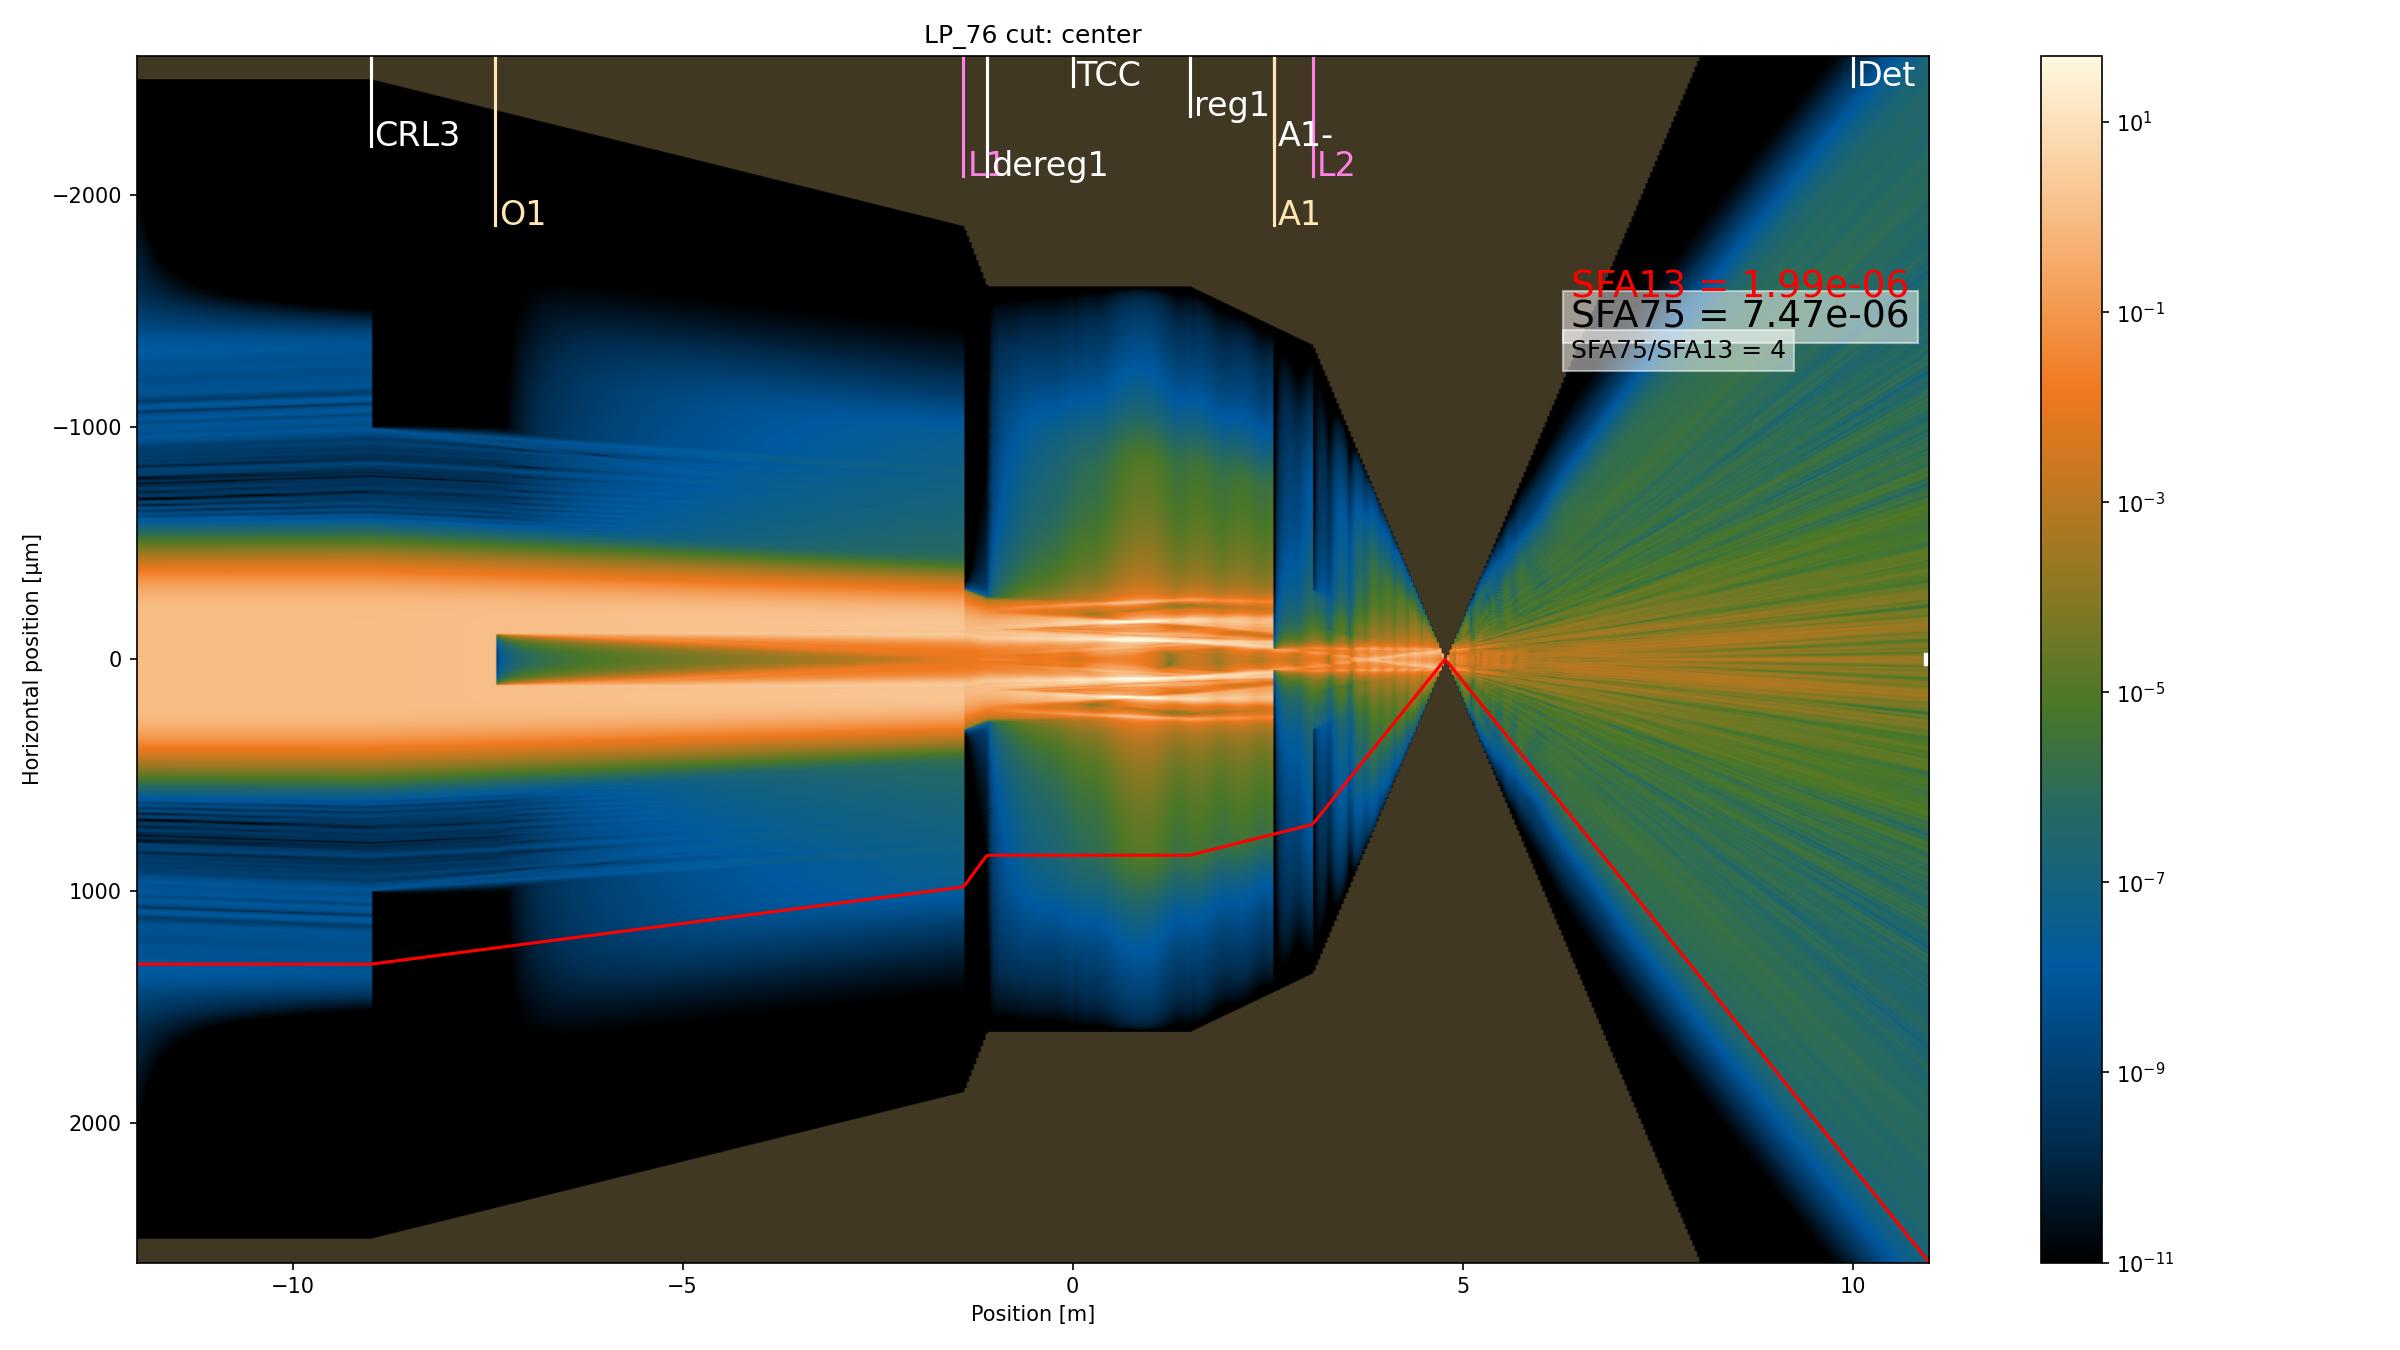 LP_76 cut: center
TCC
Det
reg1
CRL3
A1-
L1
dereg1
L2
O1
A1
SFA13 = 1.99e-06
SFA75 = 7.47e-06
SFA75/SFA13 = 4
Horizontal position [μm]
−2000
−1000
0
1000
2000
−10
−5
0
5
10
Position [m]
10¹
10⁻¹
10⁻³
10⁻⁵
10⁻⁷
10⁻⁹
10⁻¹¹